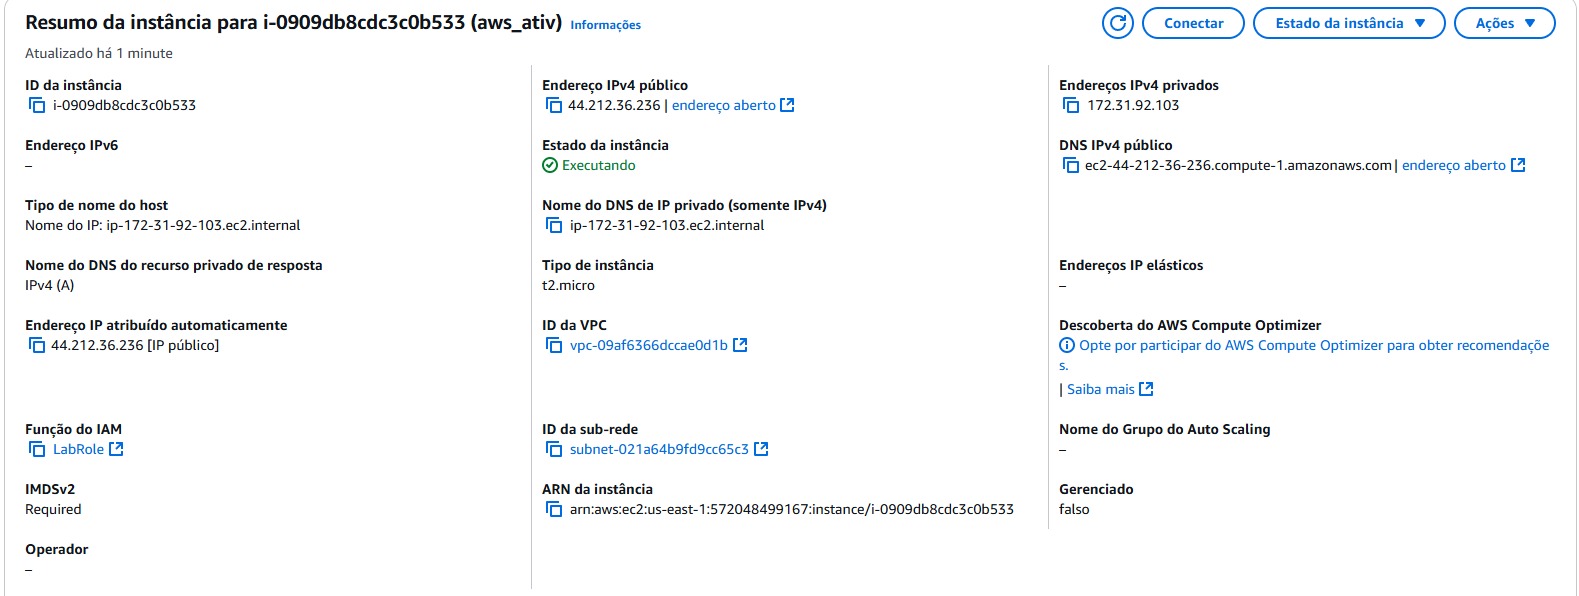 Resumo da instância para i-0909db8cdc3c0b533 (aws_ativ) Informações
Conectar
Estado da instância
Ações
Atualizado há 1 minute
ID da instância
i-0909db8cdc3c0b533
Endereço IPv4 público
44.212.36.236 | endereço aberto
Endereços IPv4 privados
172.31.92.103
Endereço IPv6
–
Estado da instância
Executando
DNS IPv4 público
ec2-44-212-36-236.compute-1.amazonaws.com | endereço aberto
Tipo de nome do host
Nome do IP: ip-172-31-92-103.ec2.internal
Nome do DNS de IP privado (somente IPv4)
ip-172-31-92-103.ec2.internal
Nome do DNS do recurso privado de resposta
IPv4 (A)
Tipo de instância
t2.micro
Endereços IP elásticos
–
Endereço IP atribuído automaticamente
44.212.36.236 [IP público]
ID da VPC
vpc-09af6366dccae0d1b
Descoberta do AWS Compute Optimizer
Opte por participar do AWS Compute Optimizer para obter recomendaçõe
s.
| Saiba mais
Função do IAM
LabRole
ID da sub-rede
subnet-021a64b9fd9cc65c3
Nome do Grupo do Auto Scaling
–
IMDSv2
Required
ARN da instância
arn:aws:ec2:us-east-1:572048499167:instance/i-0909db8cdc3c0b533
Gerenciado
falso
Operador
–